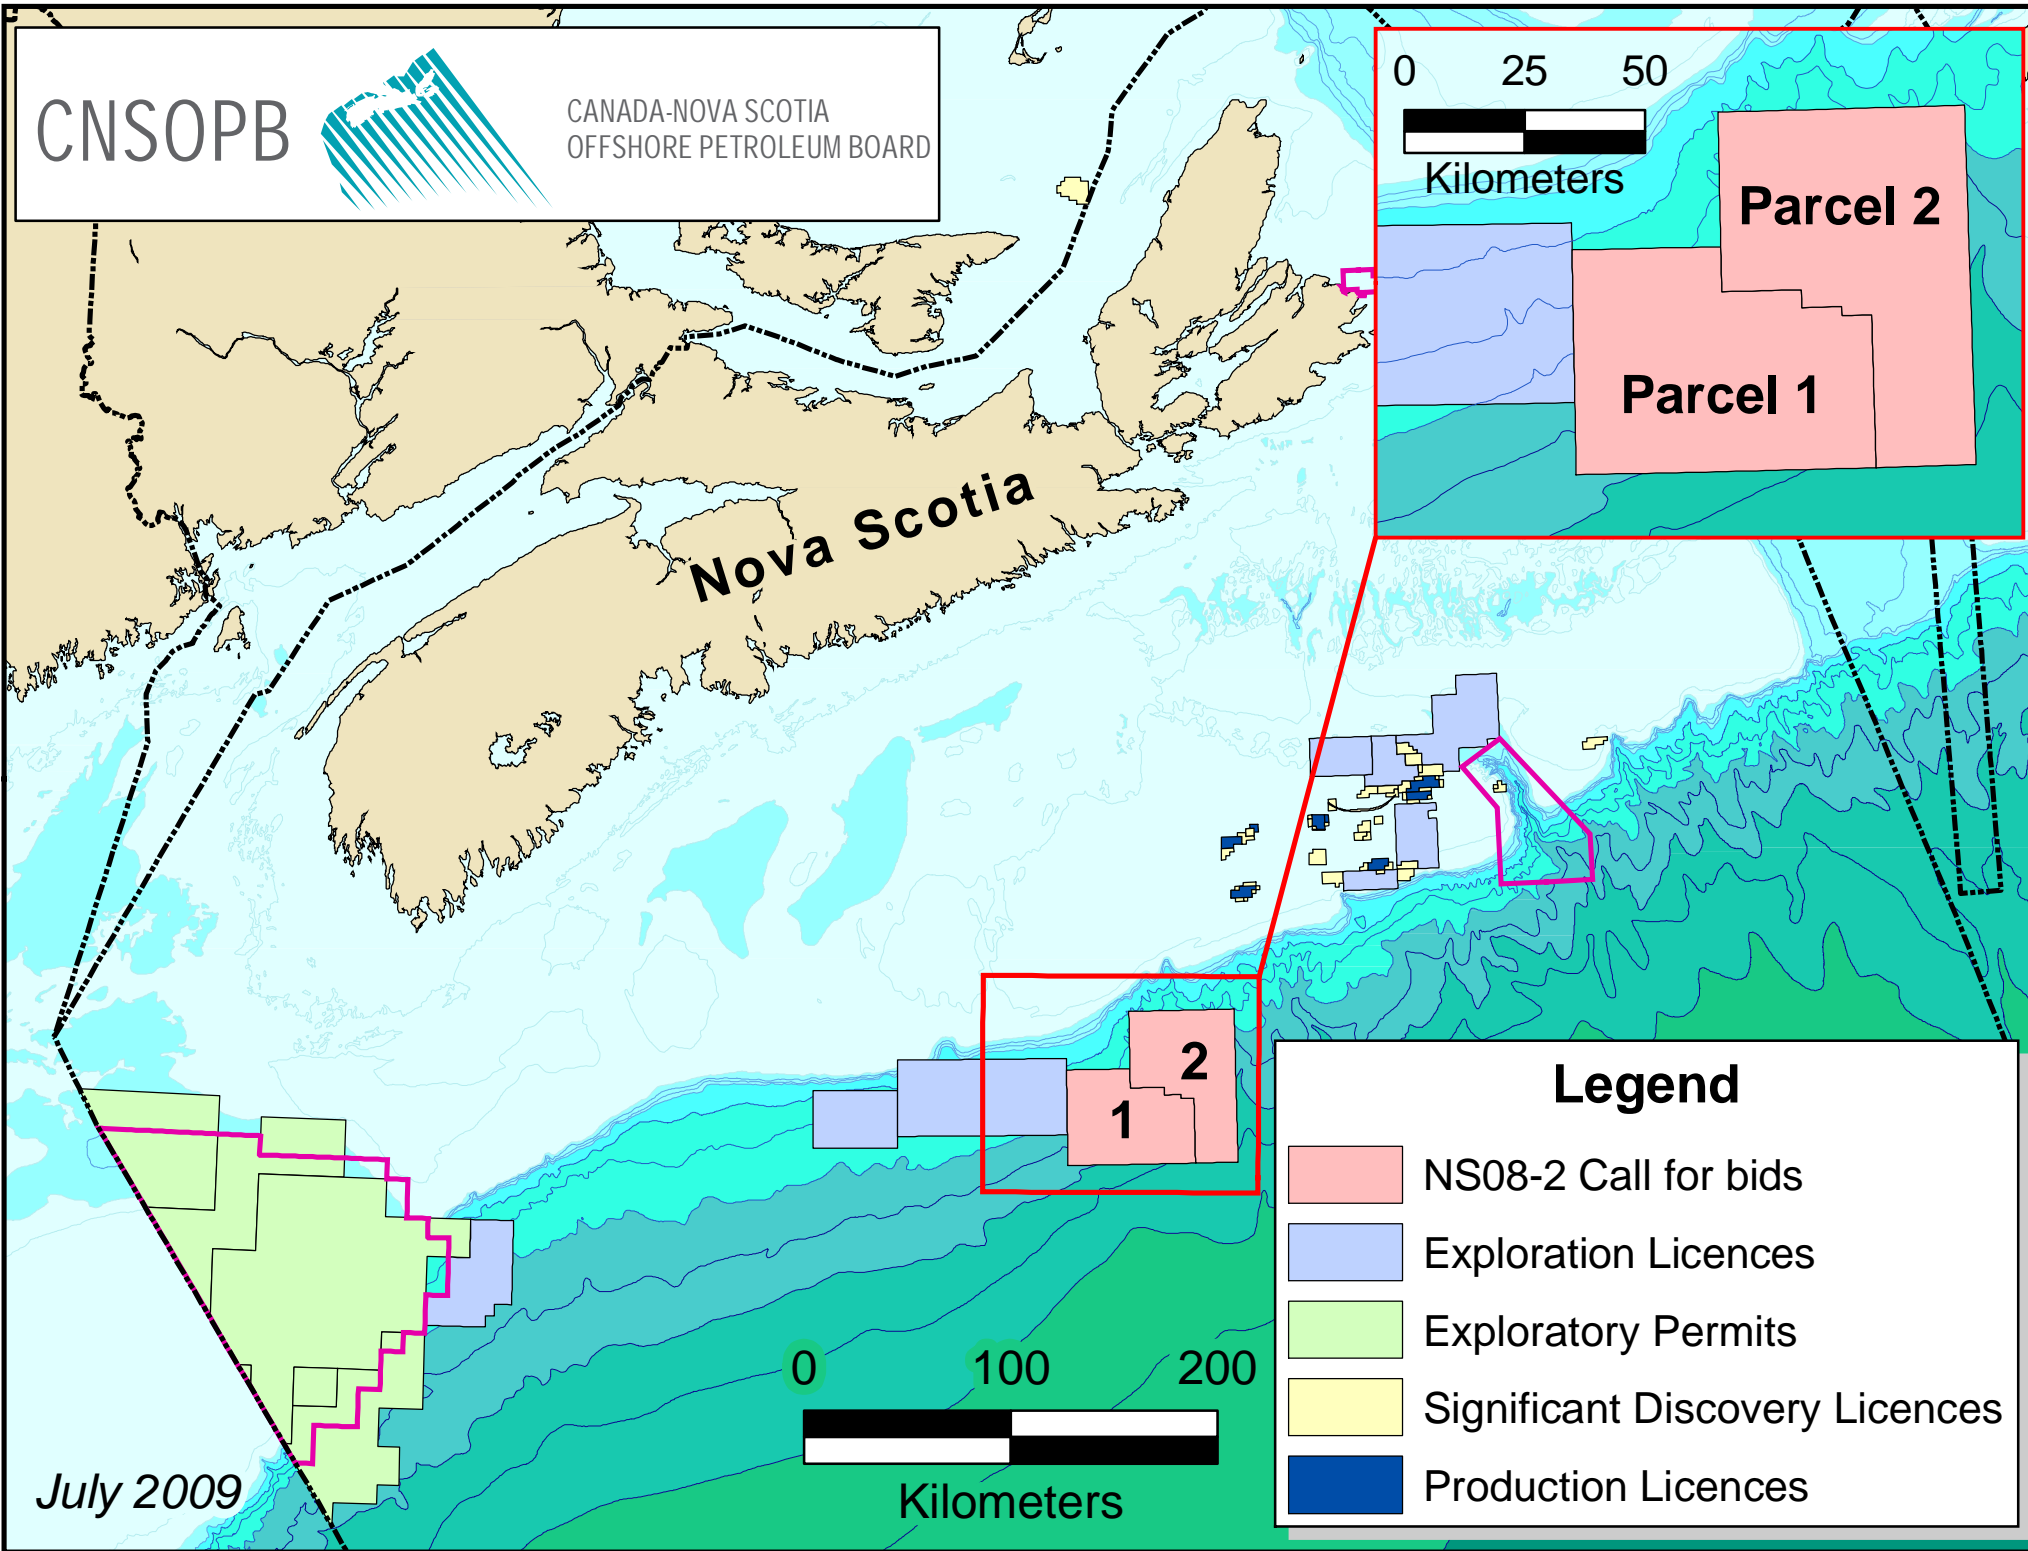 CNSOPB
CANADA-NOVA SCOTIA
OFFSHORE PETROLEUM BOARD
0 25 50
Kilometers
Parcel 2
Parcel 1
Nova Scotia
2
1
0 100 200
Kilometers
July 2009
Legend
NS08-2 Call for bids
Exploration Licences
Exploratory Permits
Significant Discovery Licences
Production Licences